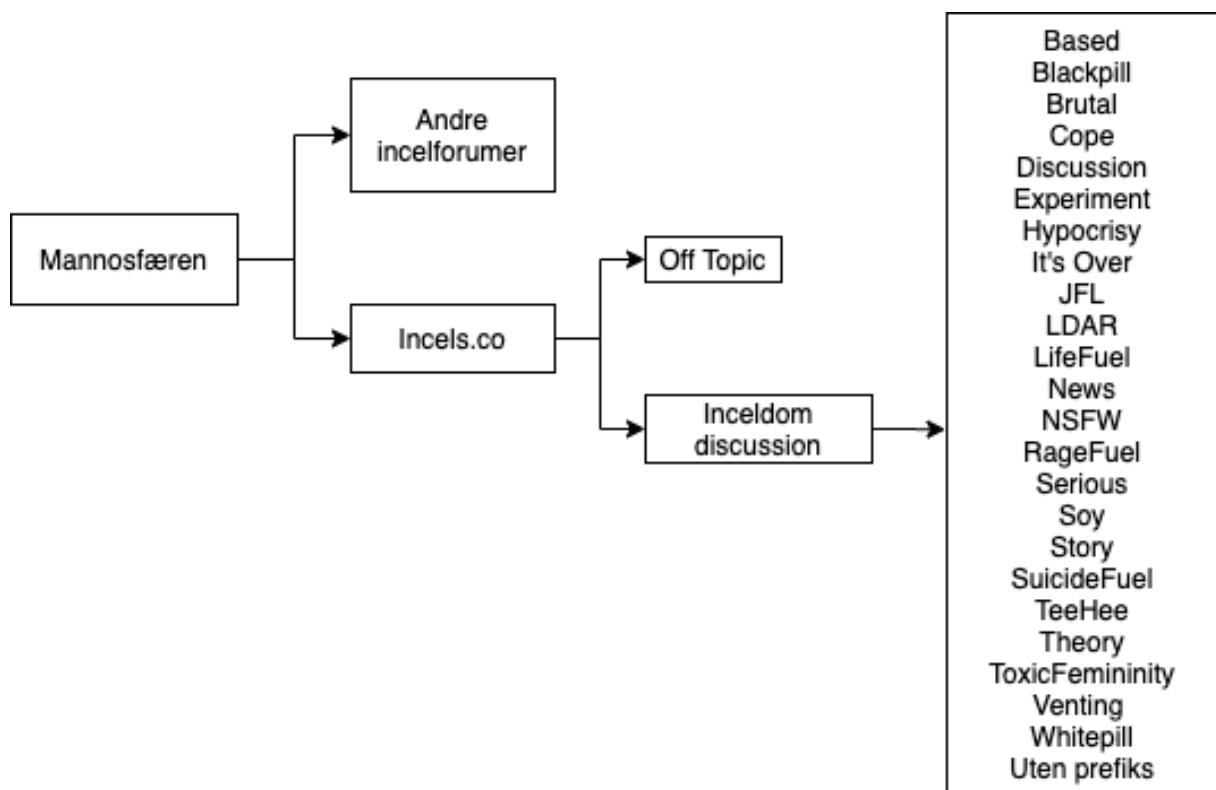 Mannosfæren
Andre
incelforumer
Incels.co
Off Topic
Inceldom
discussion
Based
Blackpill
Brutal
Cope
Discussion
Experiment
Hypocrisy
It's Over
JFL
LDAR
LifeFuel
News
NSFW
RageFuel
Serious
Soy
Story
SuicideFuel
TeeHee
Theory
ToxicFemininity
Venting
Whitepill
Uten prefiks